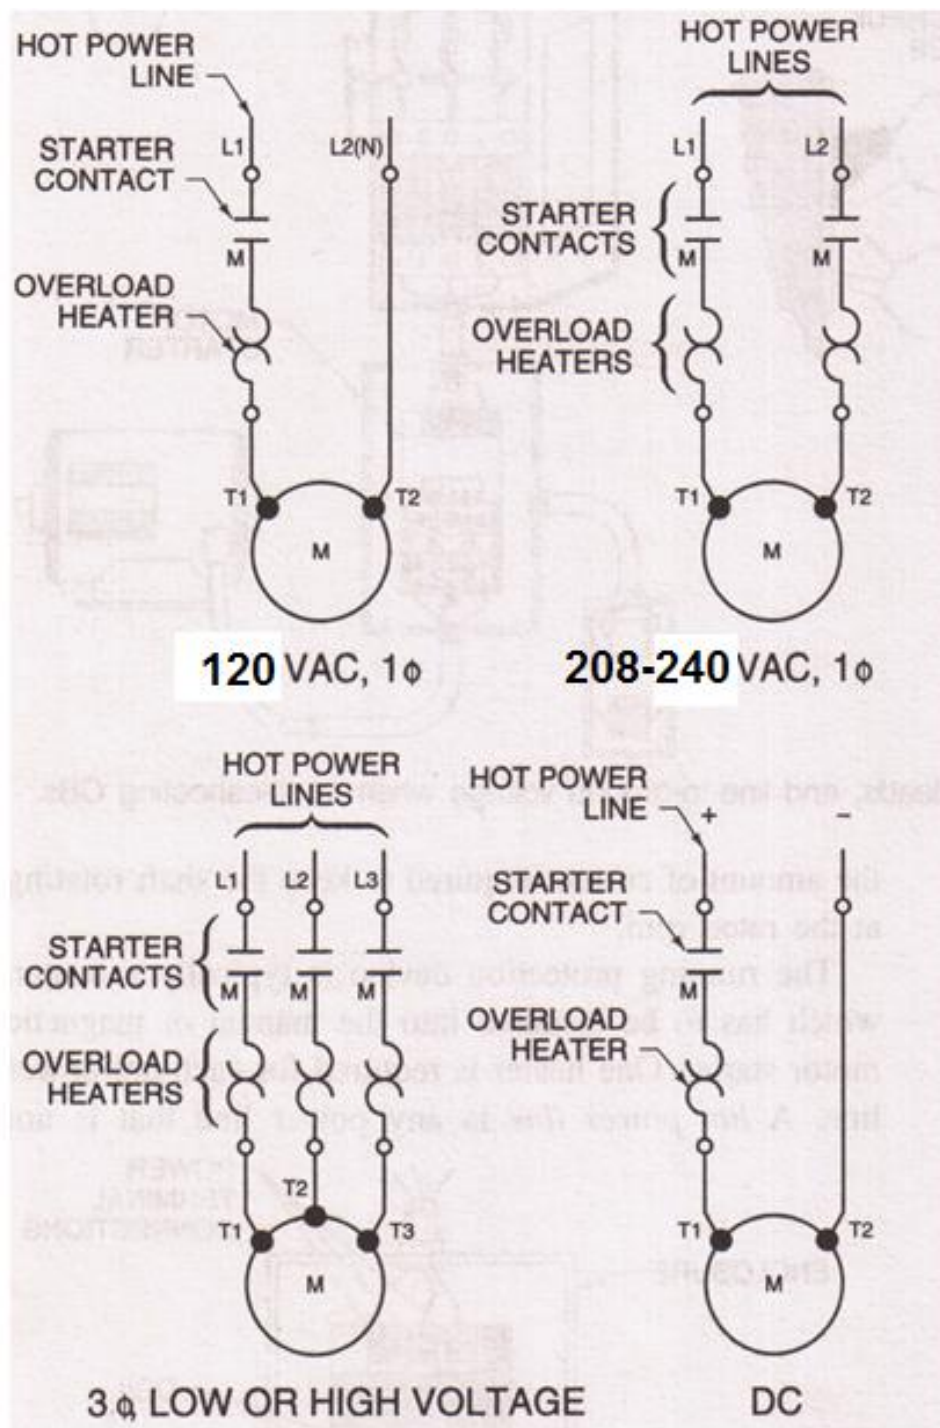 HOT POWER
LINE
L1
L2(N)
STARTER
CONTACT
M
OVERLOAD
HEATER
T1
T2
M
120 VAC, 1ϕ
HOT POWER
LINES
L1
L2
STARTER
CONTACTS
M
M
OVERLOAD
HEATERS
T1
T2
M
208-240 VAC, 1ϕ
HOT POWER
LINES
L1
L2
L3
STARTER
CONTACTS
M
M
M
OVERLOAD
HEATERS
T2
T1
T3
M
3ϕ, LOW OR HIGH VOLTAGE
HOT POWER
LINE
+
-
STARTER
CONTACT
M
OVERLOAD
HEATER
T1
T2
M
DC